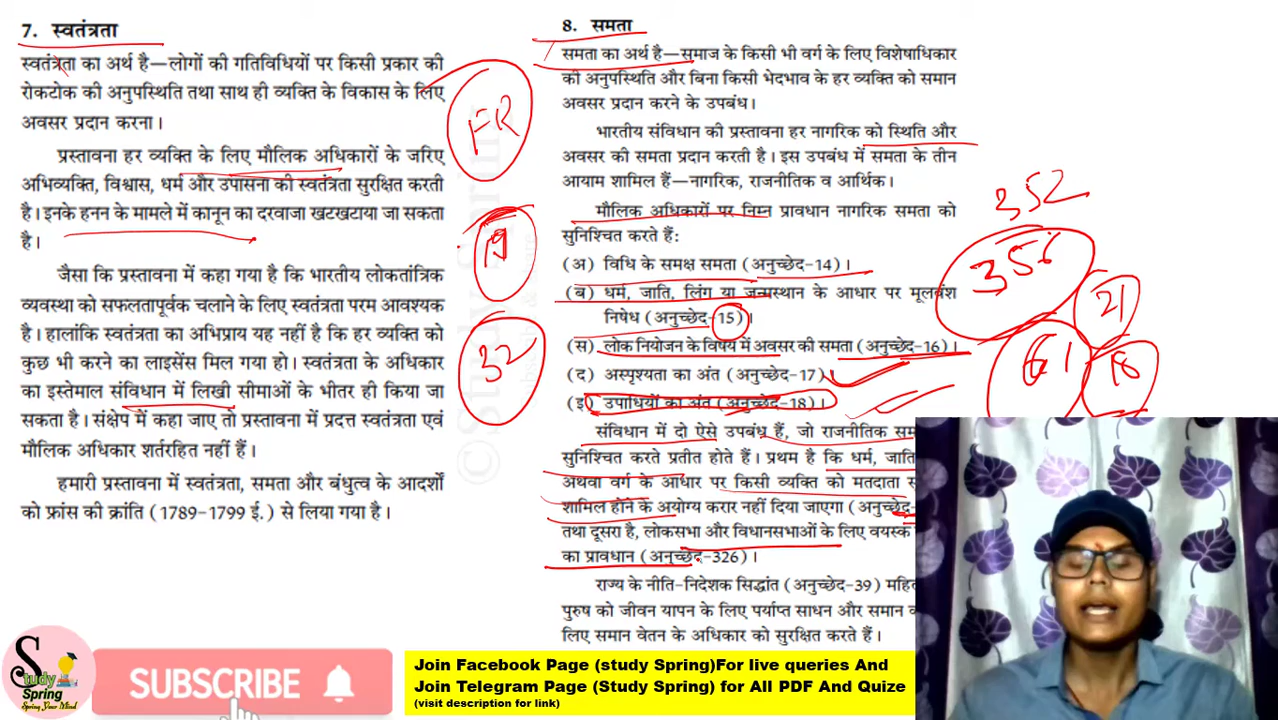 7. स्वतंत्रता
स्वतंत्रता का अर्थ है—लोगों की गतिविधियों पर किसी प्रकार की
रोकटोक की अनुपस्थिति तथा साथ ही व्यक्ति के विकास के लिए
अवसर प्रदान करना।
प्रस्तावना हर व्यक्ति के लिए मौलिक अधिकारों के जरिए
अभिव्यक्ति, विश्वास, धर्म और उपासना की स्वतंत्रता सुरक्षित करती
है। इनके हनन के मामले में कानून का दरवाजा खटखटाया जा सकता
है।
जैसा कि प्रस्तावना में कहा गया है कि भारतीय लोकतांत्रिक
व्यवस्था को सफलतापूर्वक चलाने के लिए स्वतंत्रता परम आवश्यक
है। हालांकि स्वतंत्रता का अभिप्राय यह नहीं है कि हर व्यक्ति को
कुछ भी करने का लाइसेंस मिल गया हो। स्वतंत्रता के अधिकार
का इस्तेमाल संविधान में लिखी सीमाओं के भीतर ही किया जा
सकता है। संक्षेप में कहा जाए तो प्रस्तावना में प्रदत्त स्वतंत्रता एवं
मौलिक अधिकार शर्तरहित नहीं हैं।
हमारी प्रस्तावना में स्वतंत्रता, समता और बंधुत्व के आदर्शों
को फ्रांस की क्रांति (1789-1799 ई.) से लिया गया है।
FR
19
32
8. समता
समता का अर्थ है—समाज के किसी भी वर्ग के लिए विशेषाधिकार
की अनुपस्थिति और बिना किसी भेदभाव के हर व्यक्ति को समान
अवसर प्रदान करने के उपबंध।
भारतीय संविधान की प्रस्तावना हर नागरिक को स्थिति और
अवसर की समता प्रदान करती है। इस उपबंध में समता के तीन
आयाम शामिल हैं—नागरिक, राजनीतिक व आर्थिक।
मौलिक अधिकारों पर निम्न प्रावधान नागरिक समता को
सुनिश्चित करते हैं:
(अ) विधि के समक्ष समता (अनुच्छेद-14)।
(ब) धर्म, जाति, लिंग या जन्मस्थान के आधार पर मूलवंश
निषेध (अनुच्छेद-15)।
(स) लोक नियोजन के विषय में अवसर की समता (अनुच्छेद-16)।
(द) अस्पृश्यता का अंत (अनुच्छेद-17)।
(इ) उपाधियों का अंत (अनुच्छेद-18)।
संविधान में दो ऐसे उपबंध हैं, जो राजनीतिक
सुनिश्चित करते प्रतीत होते हैं। प्रथम है कि धर्म, जाति
अथवा वर्ग के आधार पर किसी व्यक्ति को मतदाता
शामिल होने के अयोग्य करार नहीं दिया जाएगा
तथा दूसरा है, लोकसभा और विधानसभाओं के लिए वयस्क
का प्रावधान (अनुच्छेद-326)।
राज्य के नीति-निदेशक सिद्धांत (अनुच्छेद-39)
पुरुष को जीवन यापन के लिए पर्याप्त साधन और समान
लिए समान वेतन के अधिकार को सुरक्षित करते हैं।
352
356
21
61
18
Study
Spring
Spring Your Mind
SUBSCRIBE
Join Facebook Page (study Spring)For live queries And
Join Telegram Page (Study Spring) for All PDF And Quize
(visit description for link)